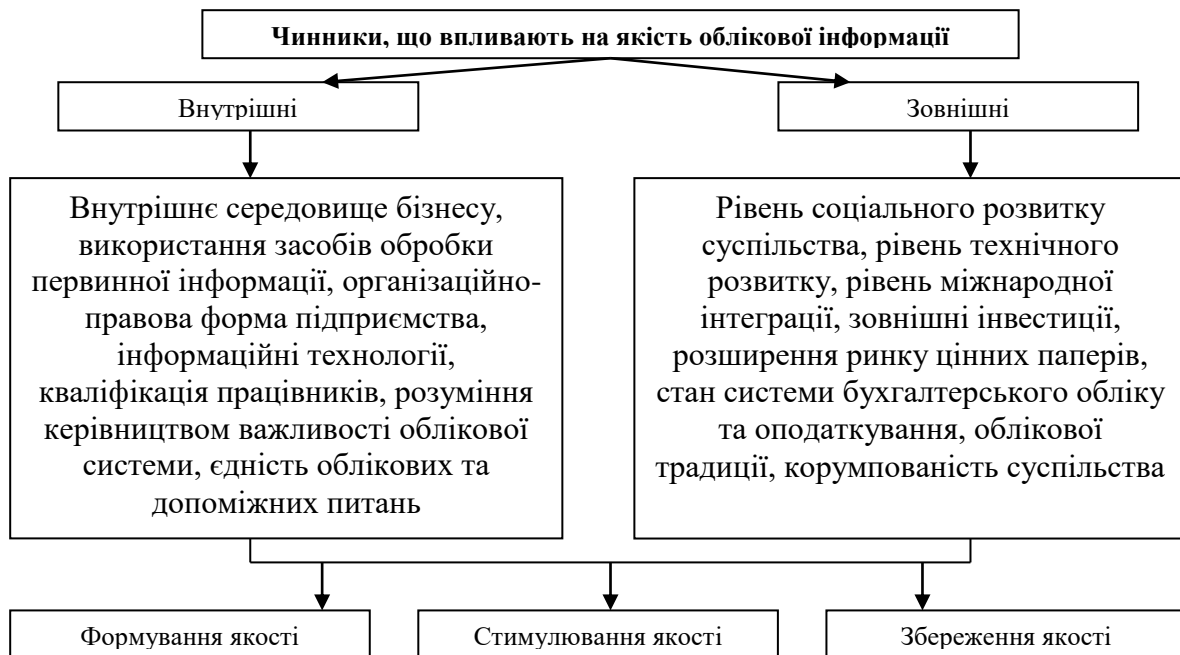 Чинники, що впливають на якість облікової інформації
Внутрішні
Зовнішні
Внутрішнє середовище бізнесу,
використання засобів обробки
первинної інформації, організаційно-
правова форма підприємства,
інформаційні технології,
кваліфікація працівників, розуміння
керівництвом важливості облікової
системи, єдність облікових та
допоміжних питань
Рівень соціального розвитку
суспільства, рівень технічного
розвитку, рівень міжнародної
інтеграції, зовнішні інвестиції,
розширення ринку цінних паперів,
стан системи бухгалтерського обліку
та оподаткування, облікової
традиції, корумпованість суспільства
Формування якості
Стимулювання якості
Збереження якості